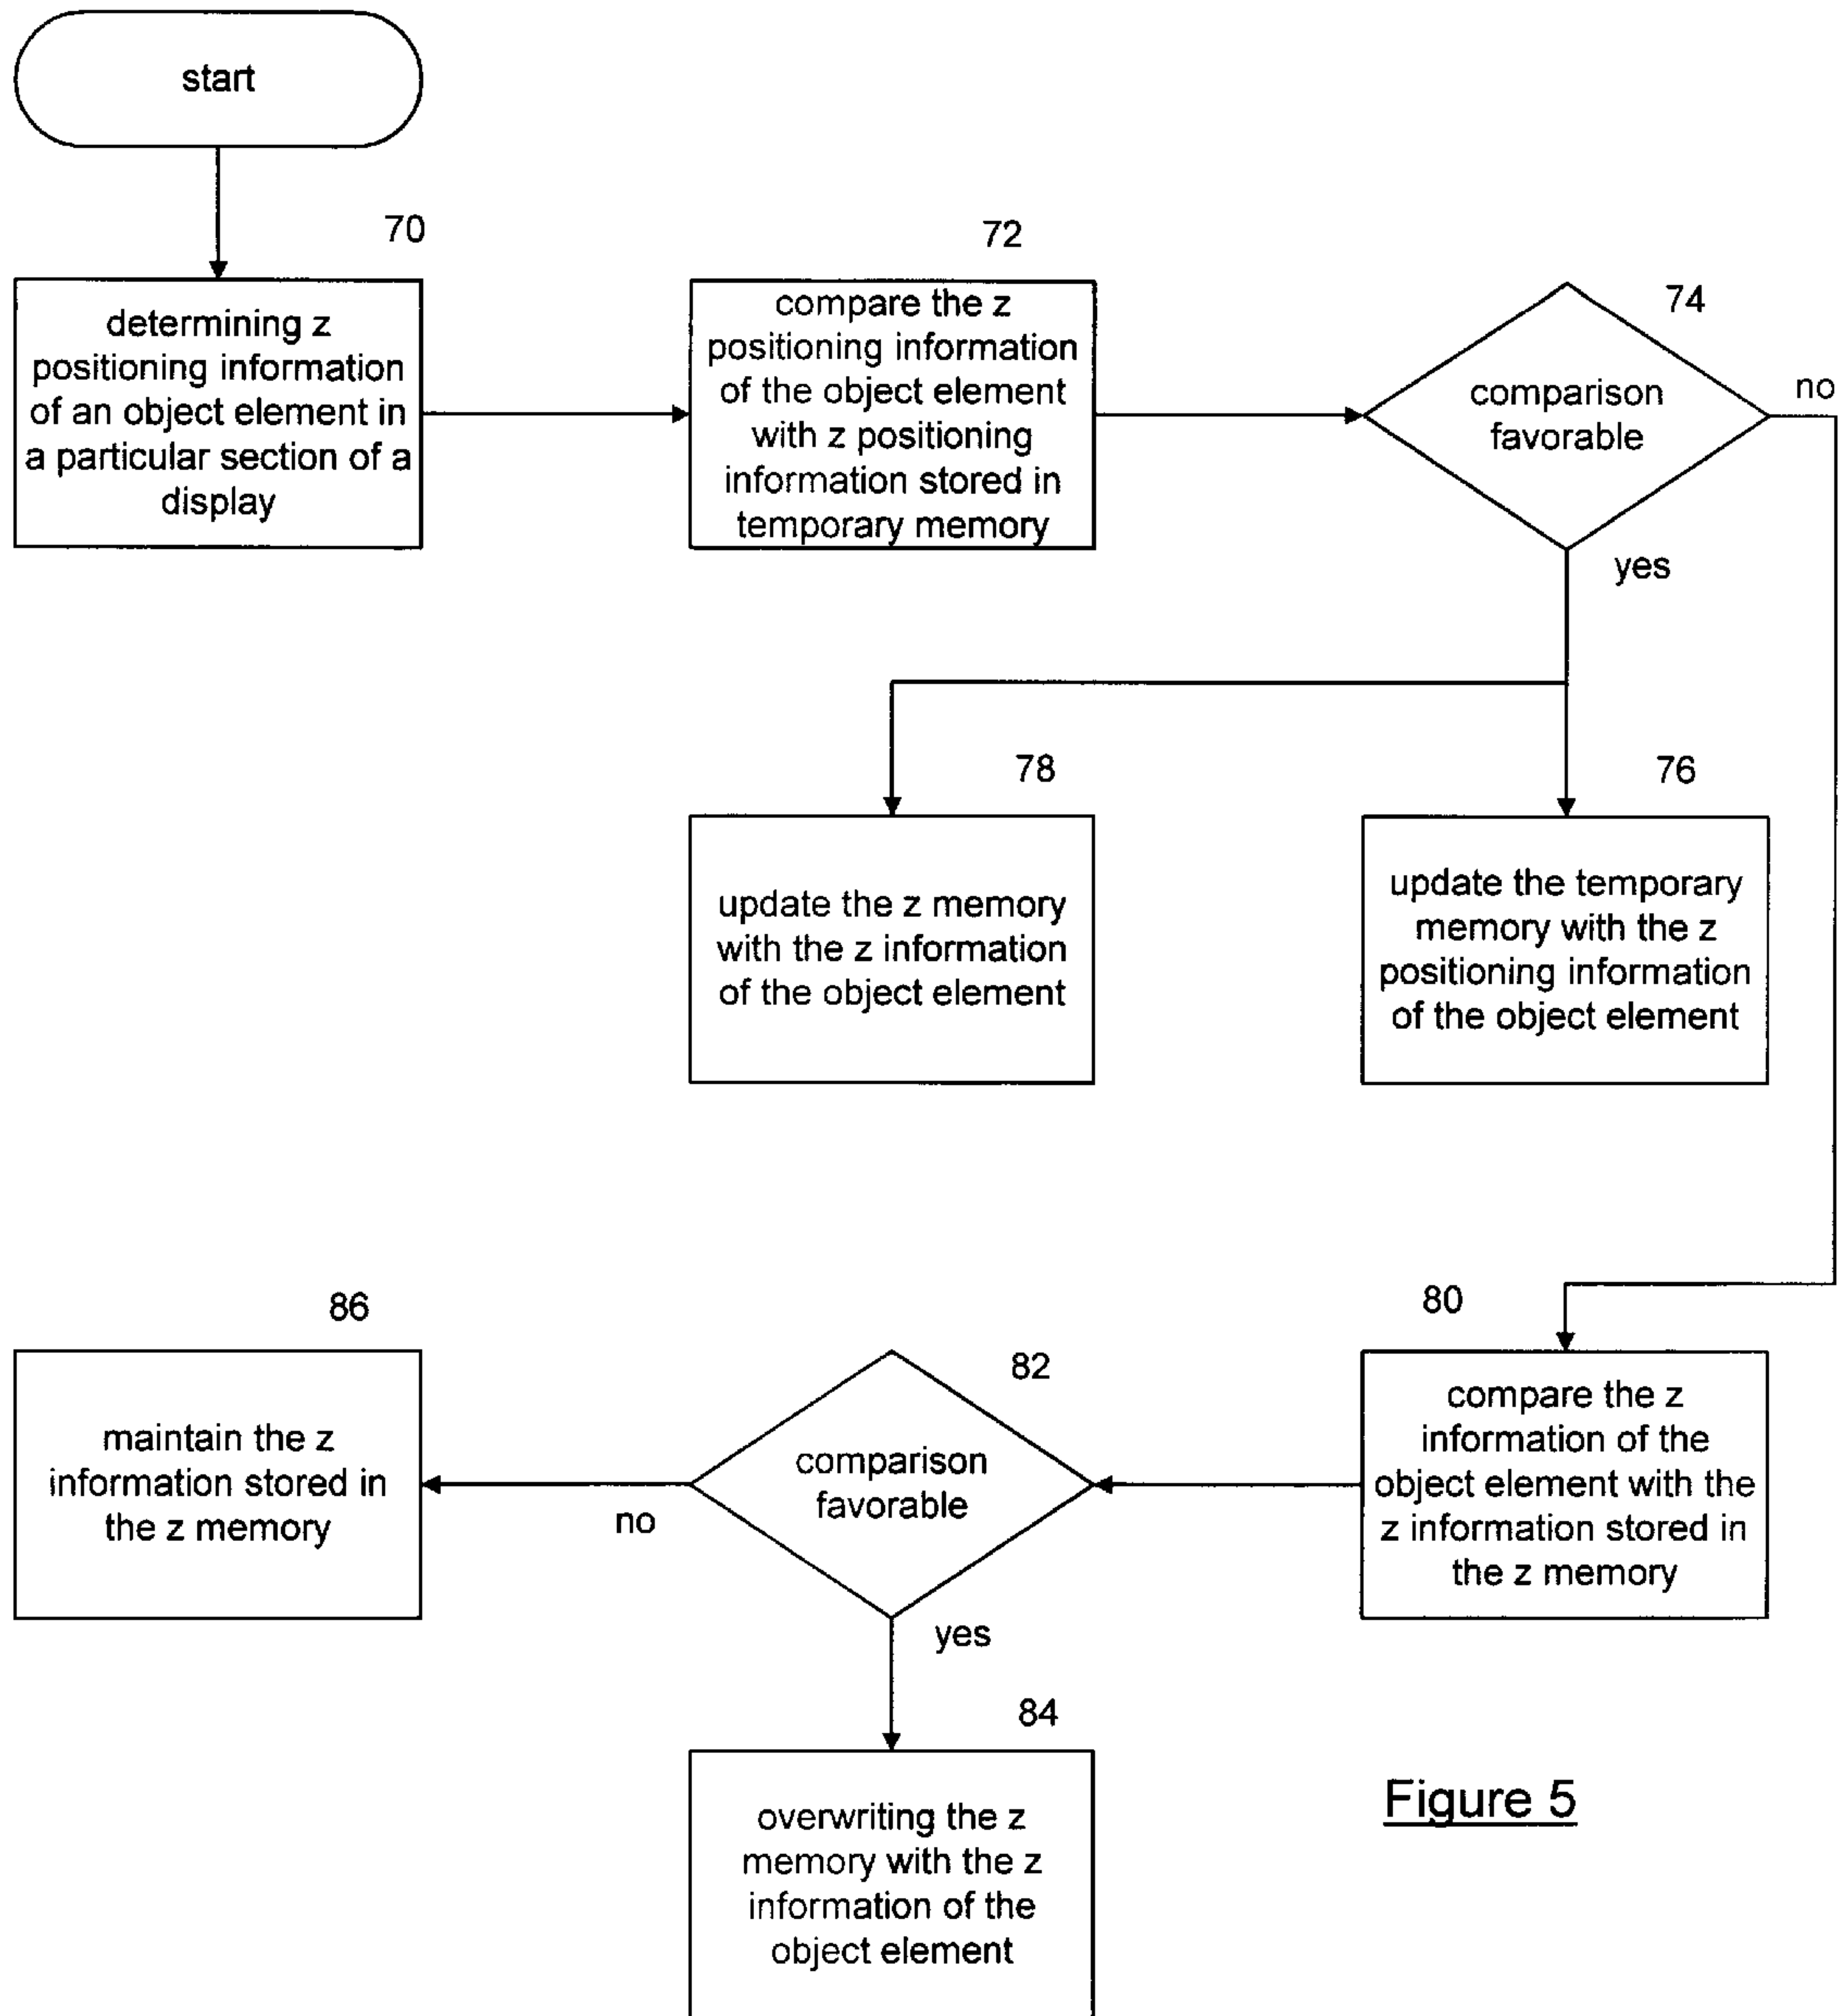 start
70
determining z
positioning information
of an object element in
a particular section of a
display
72
compare the z
positioning information
of the object element
with z positioning
information stored in
temporary memory
74
comparison
favorable
no
yes
78
update the z memory
with the z information
of the object element
76
update the temporary
memory with the z
positioning information
of the object element
80
compare the z
information of the
object element with the
z information stored in
the z memory
82
comparison
favorable
no
yes
86
maintain the z
information stored in
the z memory
84
overwriting the z
memory with the z
information of the
object element
Figure 5